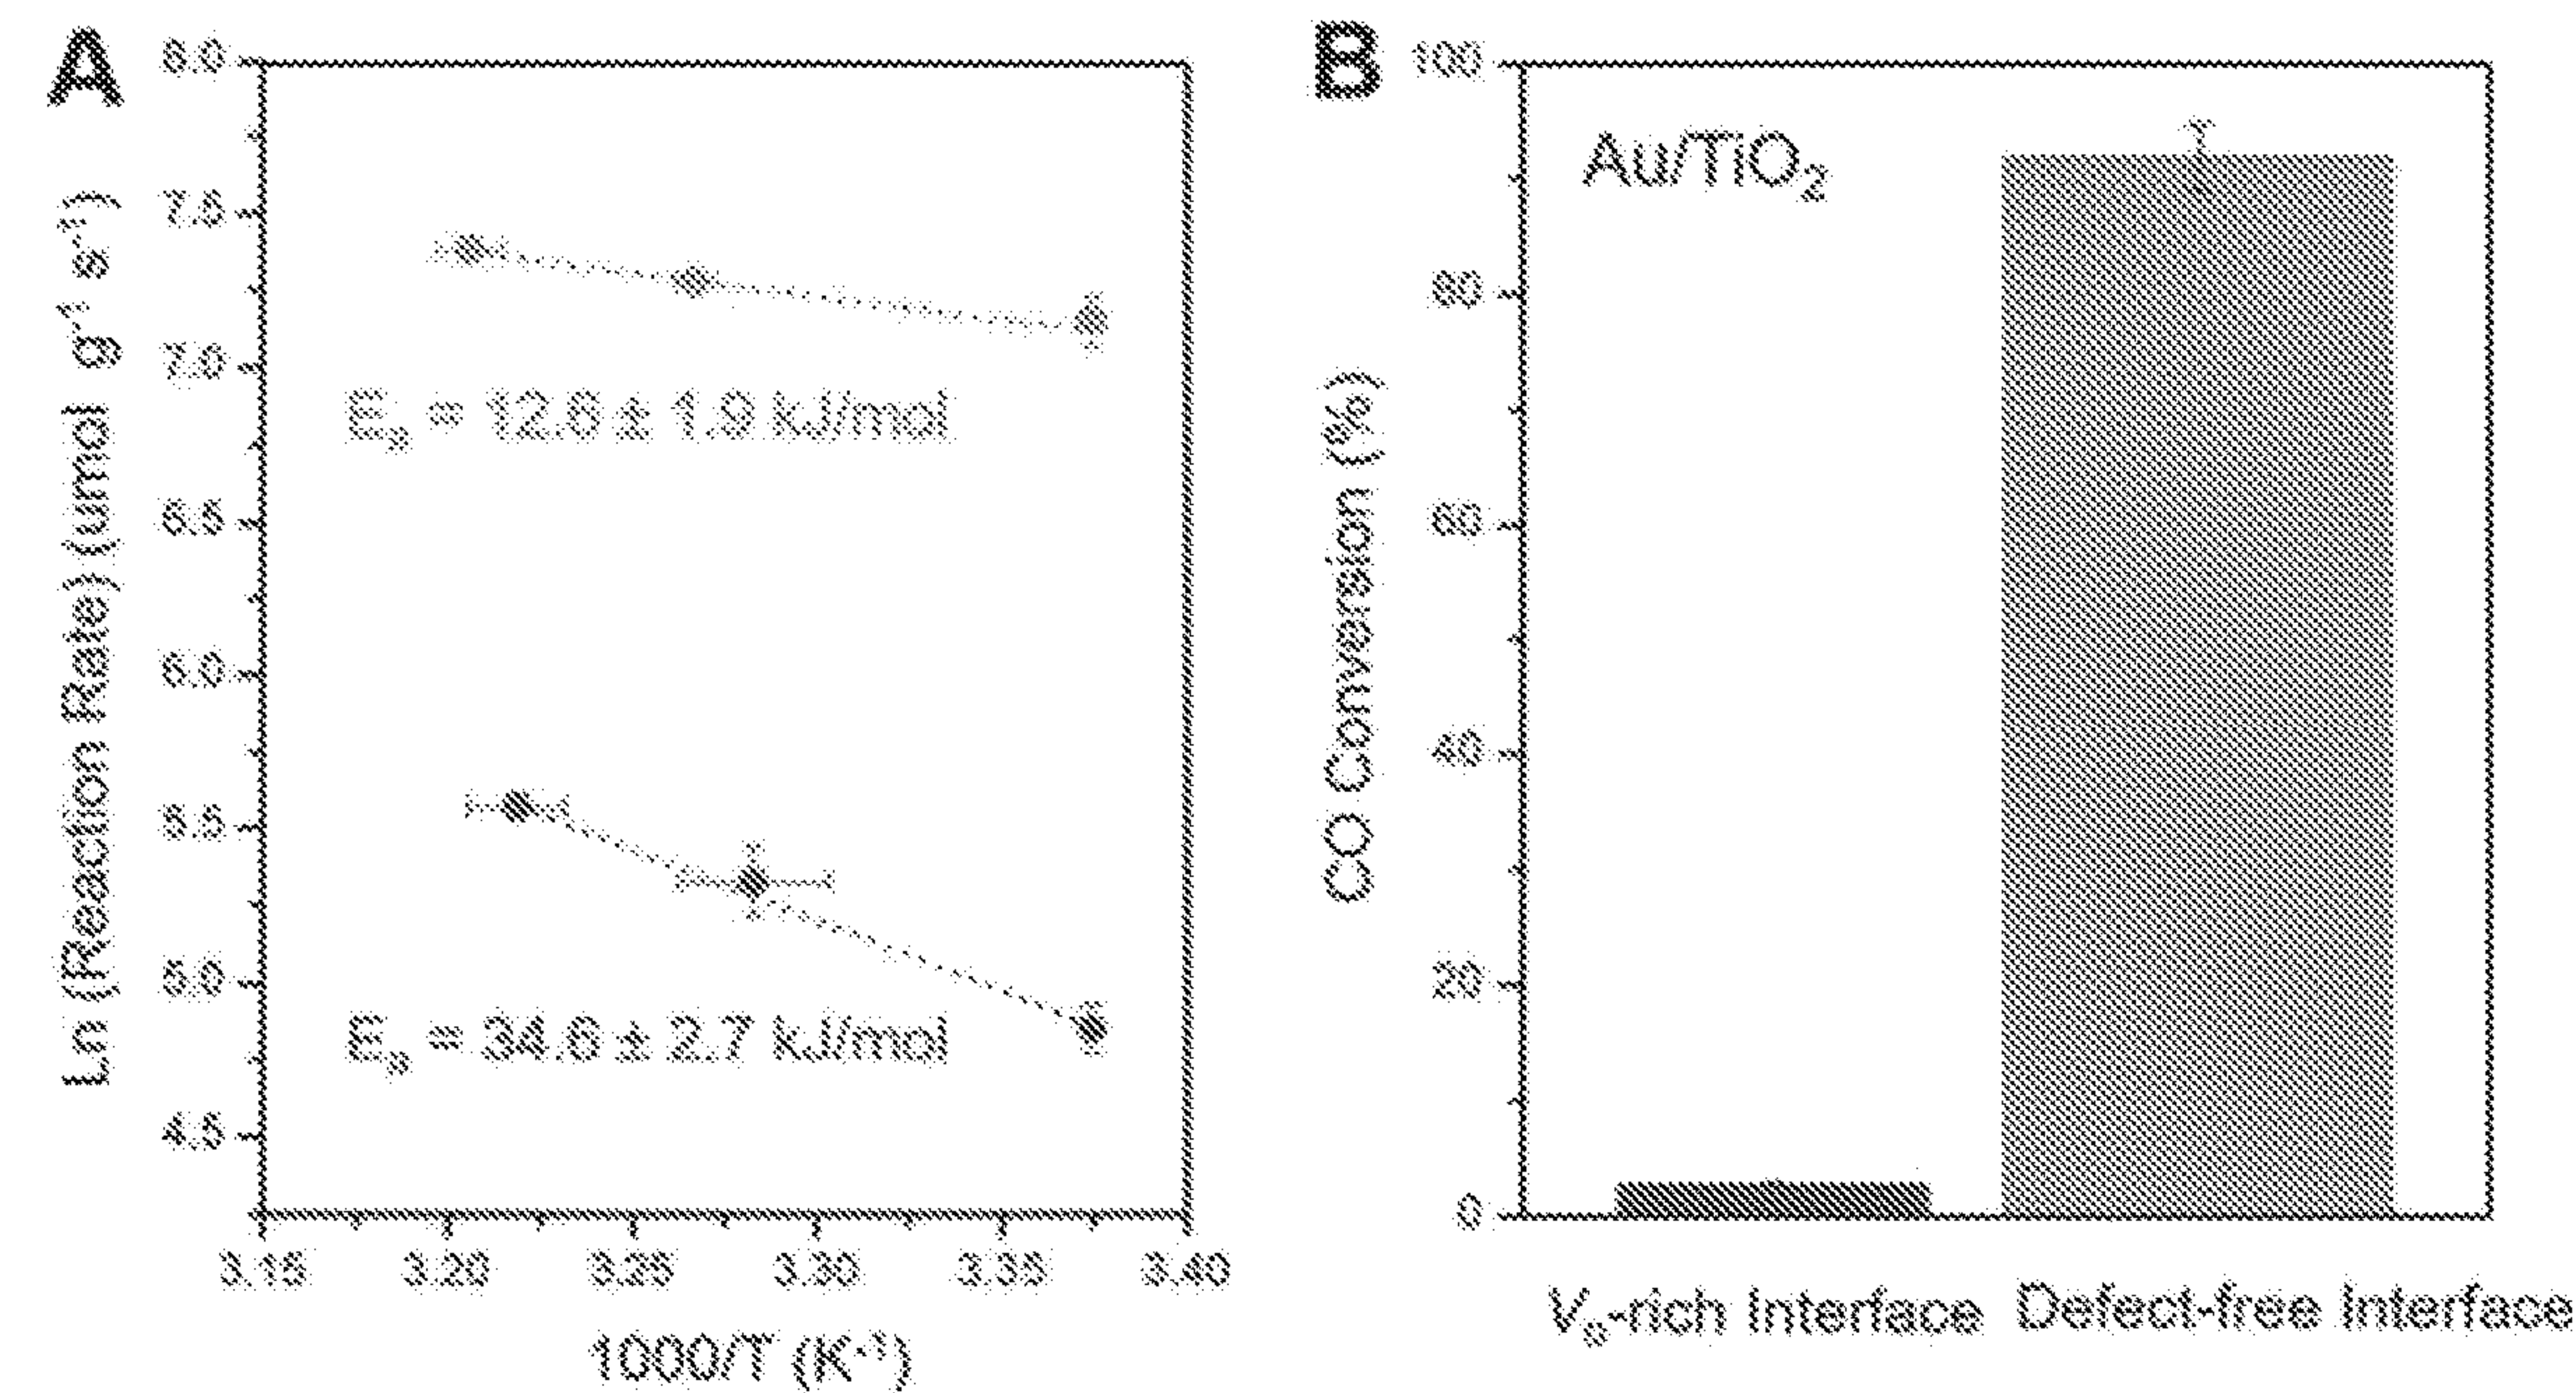 A
Ln (Reaction Rate) (umol g⁻¹ s⁻¹)
8.0
7.5
7.0
6.5
6.0
5.5
5.0
4.5
Eₐ = 12.6 ± 1.9 kJ/mol
Eₐ = 34.6 ± 2.7 kJ/mol
3.15 3.20 3.25 3.30 3.35 3.40
1000/T (K⁻¹)
B
CO Conversion (%)
100
80
60
40
20
0
Au/TiO₂
Vₒ-rich Interface Defect-free Interface